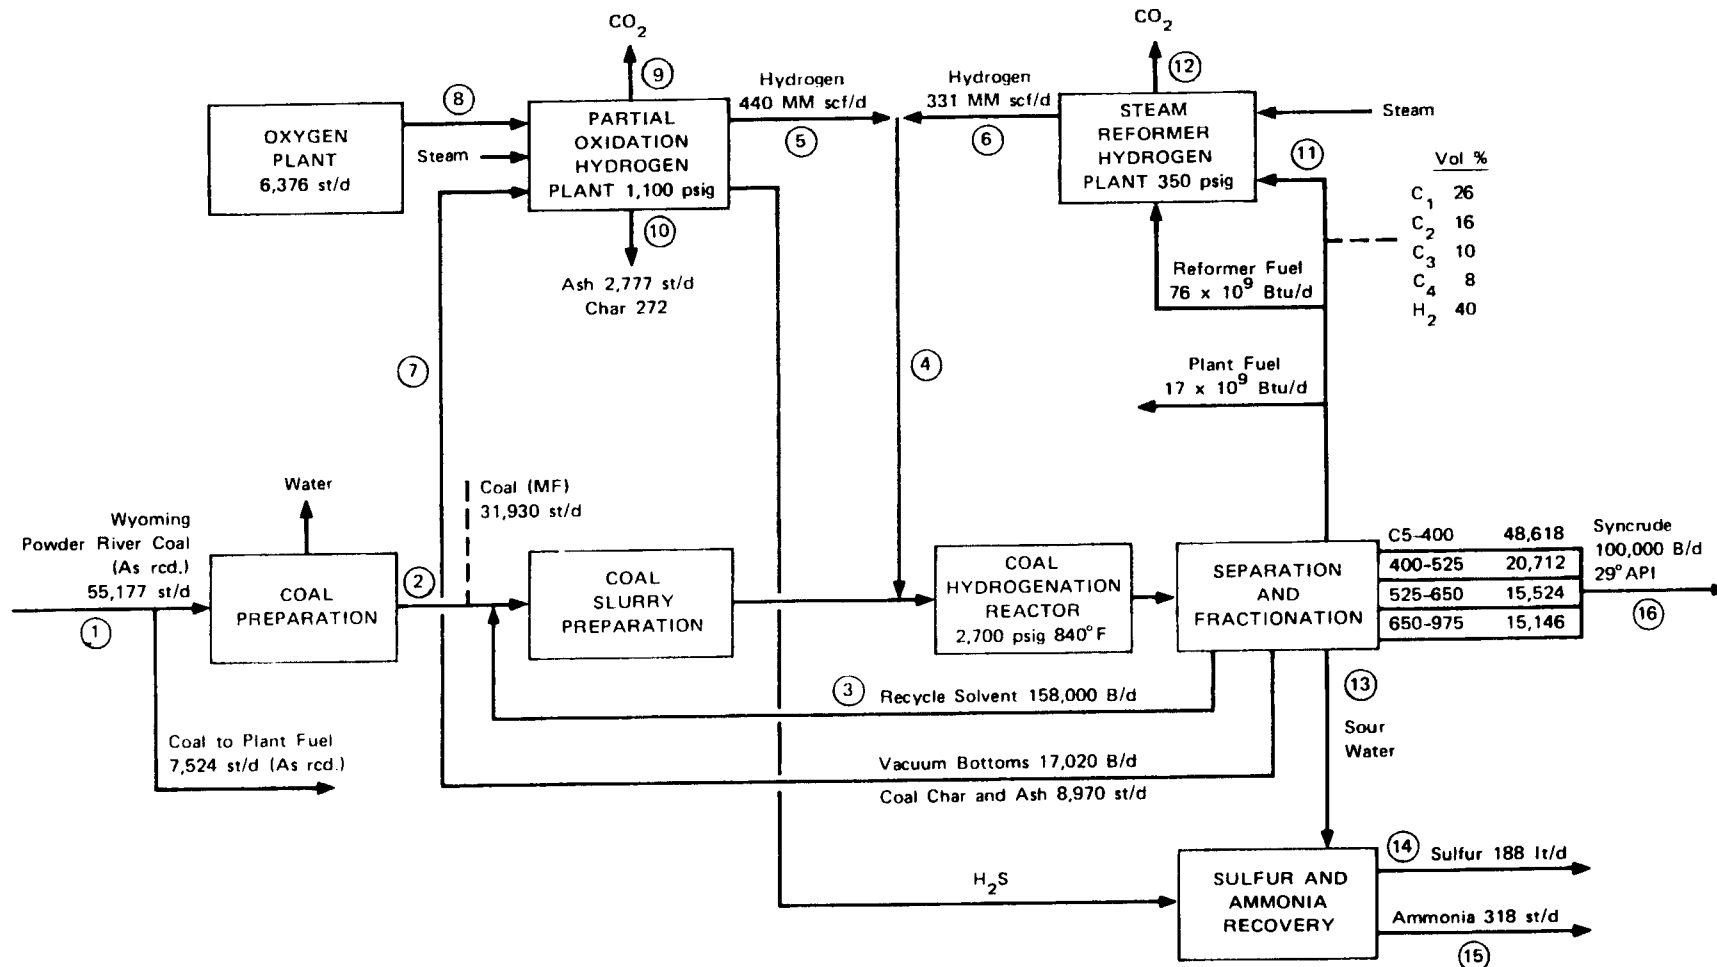 CO2
9
8
OXYGEN
PLANT
6,376 st/d
Steam
PARTIAL
OXIDATION
HYDROGEN
PLANT 1,100 psig
10
Ash 2,777 st/d
Char 272
Hydrogen
440 MM scf/d
5
Hydrogen
331 MM scf/d
6
CO2
12
STEAM
REFORMER
HYDROGEN
PLANT 350 psig
Steam
11
Vol %
C1 26
C2 16
C3 10
C4 8
H2 40
Reformer Fuel
76 x 10⁹ Btu/d
Plant Fuel
17 x 10⁹ Btu/d
7
4
Water
Wyoming
Powder River Coal
(As rcd.)
55,177 st/d
1
COAL
PREPARATION
2
Coal (MF)
31,930 st/d
COAL
SLURRY
PREPARATION
COAL
HYDROGENATION
REACTOR
2,700 psig 840°F
SEPARATION
AND
FRACTIONATION
C5-400 48,618
400-525 20,712
525-650 15,524
650-975 15,146
Syncrude
100,000 B/d
29° API
16
3
Recycle Solvent 158,000 B/d
13
Sour
Water
Coal to Plant Fuel
7,524 st/d (As rcd.)
Vacuum Bottoms 17,020 B/d
Coal Char and Ash 8,970 st/d
H2S
SULFUR AND
AMMONIA
RECOVERY
14
Sulfur 188 lt/d
Ammonia 318 st/d
15